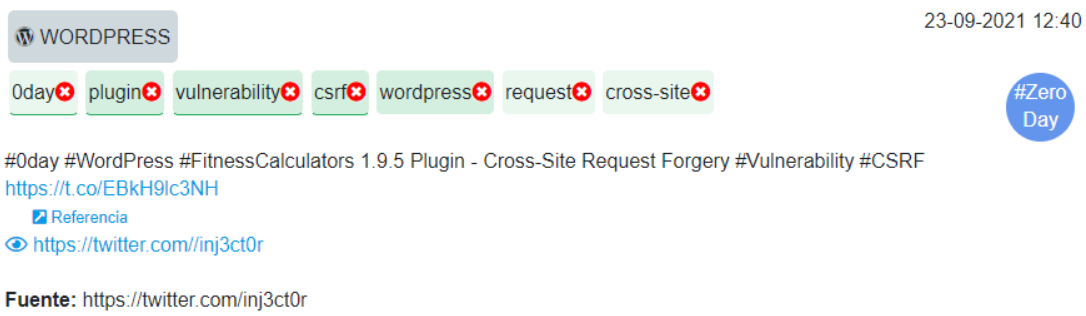 WORDPRESS
23-09-2021 12:40
0day plugin vulnerability csrf wordpress request cross-site
#Zero
Day
#0day #WordPress #FitnessCalculators 1.9.5 Plugin - Cross-Site Request Forgery #Vulnerability #CSRF
https://t.co/EBkH9lc3NH
Referencia
https://twitter.com//inj3ct0r
Fuente: https://twitter.com/inj3ct0r